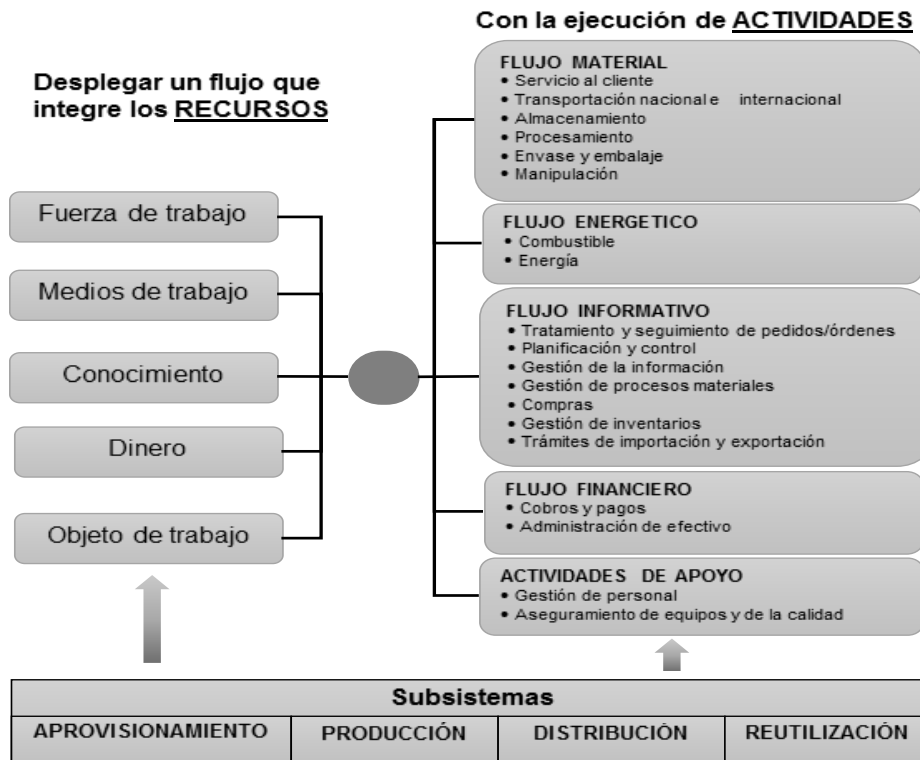 Con la ejecución de ACTIVIDADES
Desplegar un flujo que
integre los RECURSOS
Fuerza de trabajo
Medios de trabajo
Conocimiento
Dinero
Objeto de trabajo
FLUJO MATERIAL
• Servicio al cliente
• Transportación nacional e internacional
• Almacenamiento
• Procesamiento
• Envase y embalaje
• Manipulación
FLUJO ENERGETICO
• Combustible
• Energía
FLUJO INFORMATIVO
• Tratamiento y seguimiento de pedidos/órdenes
• Planificación y control
• Gestión de la información
• Gestión de procesos materiales
• Compras
• Gestión de inventarios
• Trámites de importación y exportación
FLUJO FINANCIERO
• Cobros y pagos
• Administración de efectivo
ACTIVIDADES DE APOYO
• Gestión de personal
• Aseguramiento de equipos y de la calidad
Subsistemas
APROVISIONAMIENTO PRODUCCIÓN DISTRIBUCIÓN REUTILIZACIÓN